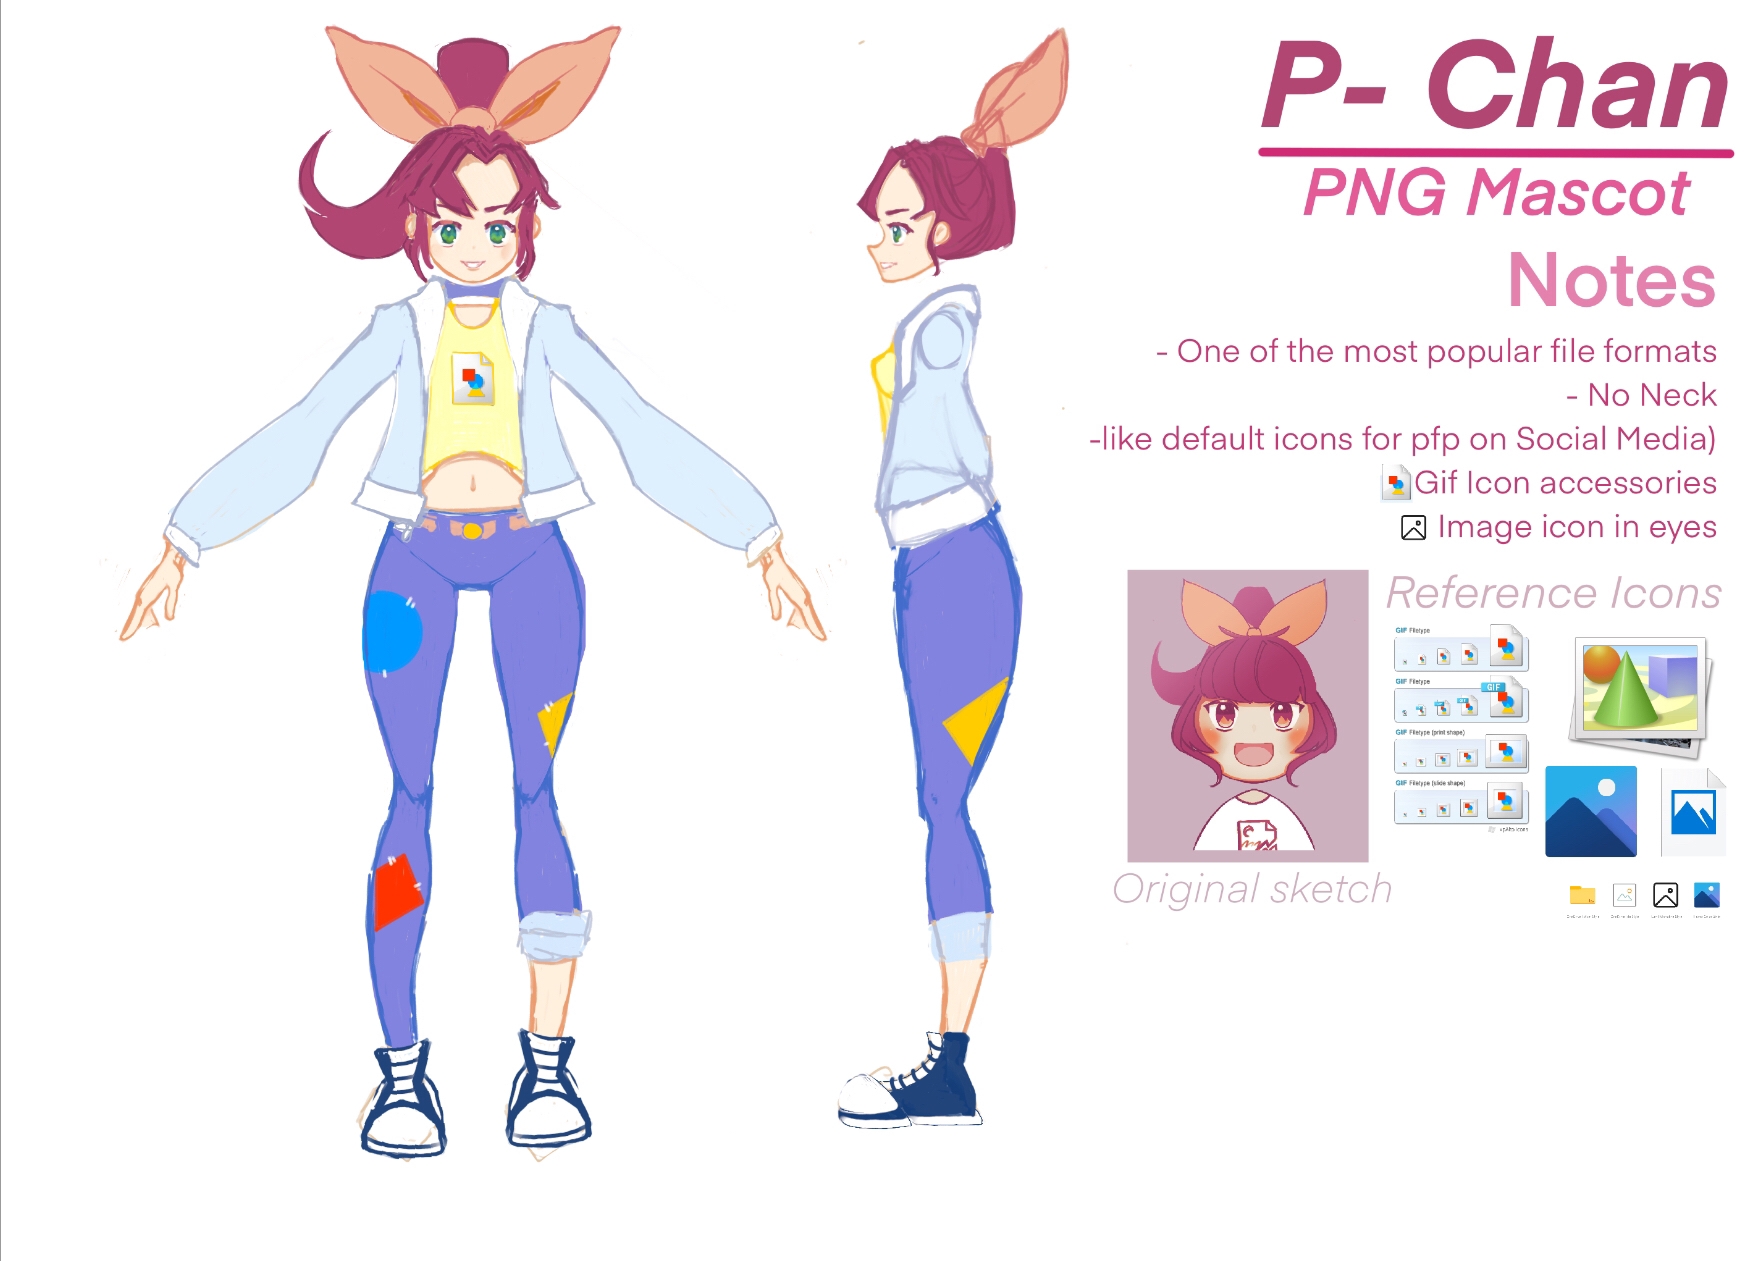 P- Chan
PNG Mascot
Notes
- One of the most popular file formats
- No Neck
-like default icons for pfp on Social Media)
Gif Icon accessories
Image icon in eyes
Reference Icons
GIF Filetype
GIF Filetype
GIF
GIF Filetype (print shape)
GIF Filetype (slide shape)
Original sketch